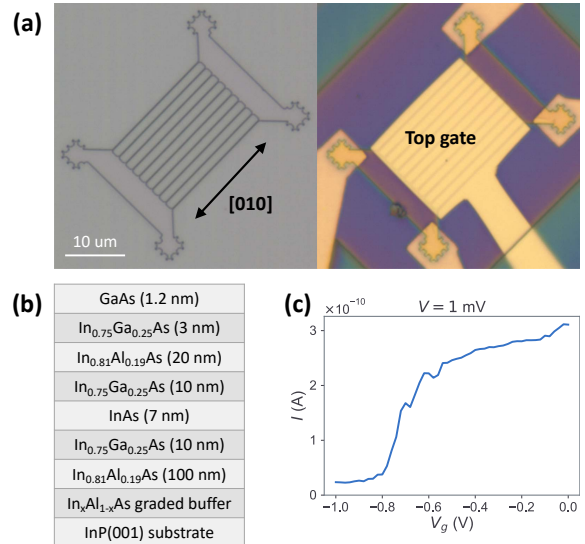 (a)
Top gate
[010]
10 um
(b)
GaAs (1.2 nm)
In0.75Ga0.25As (3 nm)
In0.81Al0.19As (20 nm)
In0.75Ga0.25As (10 nm)
InAs (7 nm)
In0.75Ga0.25As (10 nm)
In0.81Al0.19As (100 nm)
InxAl1-xAs graded buffer
InP(001) substrate
(c)
×10−10
V = 1 mV
3
2
1
0
I (A)
−1.0 −0.8 −0.6 −0.4 −0.2 0.0
Vg (V)